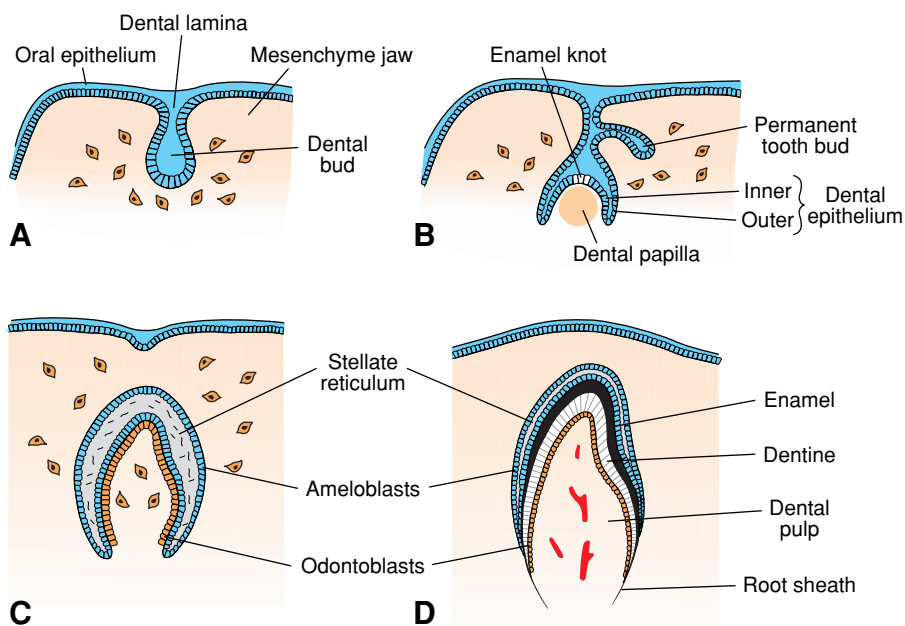 Dental lamina
Oral epithelium
Mesenchyme jaw
Dental
bud
A
Enamel knot
Permanent
tooth bud
Inner
Outer
Dental
epithelium
Dental papilla
B
Stellate
reticulum
Ameloblasts
Odontoblasts
C
Enamel
Dentine
Dental
pulp
Root sheath
D